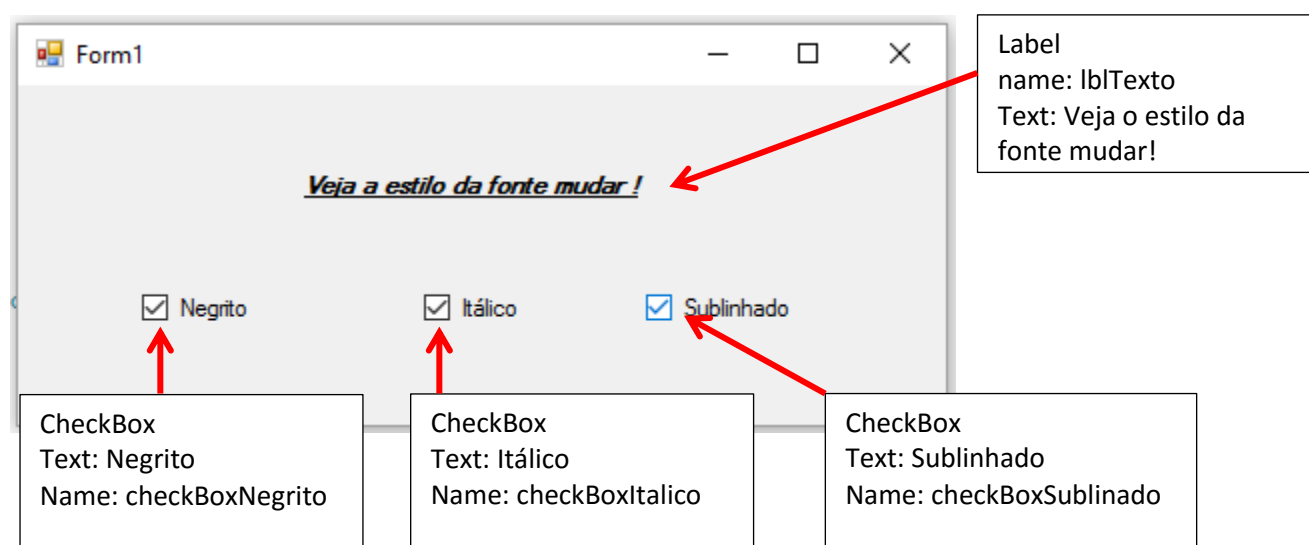 Form1
Label
name: lblTexto
Text: Veja o estilo da
fonte mudar!
Veja a estilo da fonte mudar !
Negrito
Itálico
Sublinhado
CheckBox
Text: Negrito
Name: checkBoxNegrito
CheckBox
Text: Itálico
Name: checkBoxItalico
CheckBox
Text: Sublinhado
Name: checkBoxSublinado